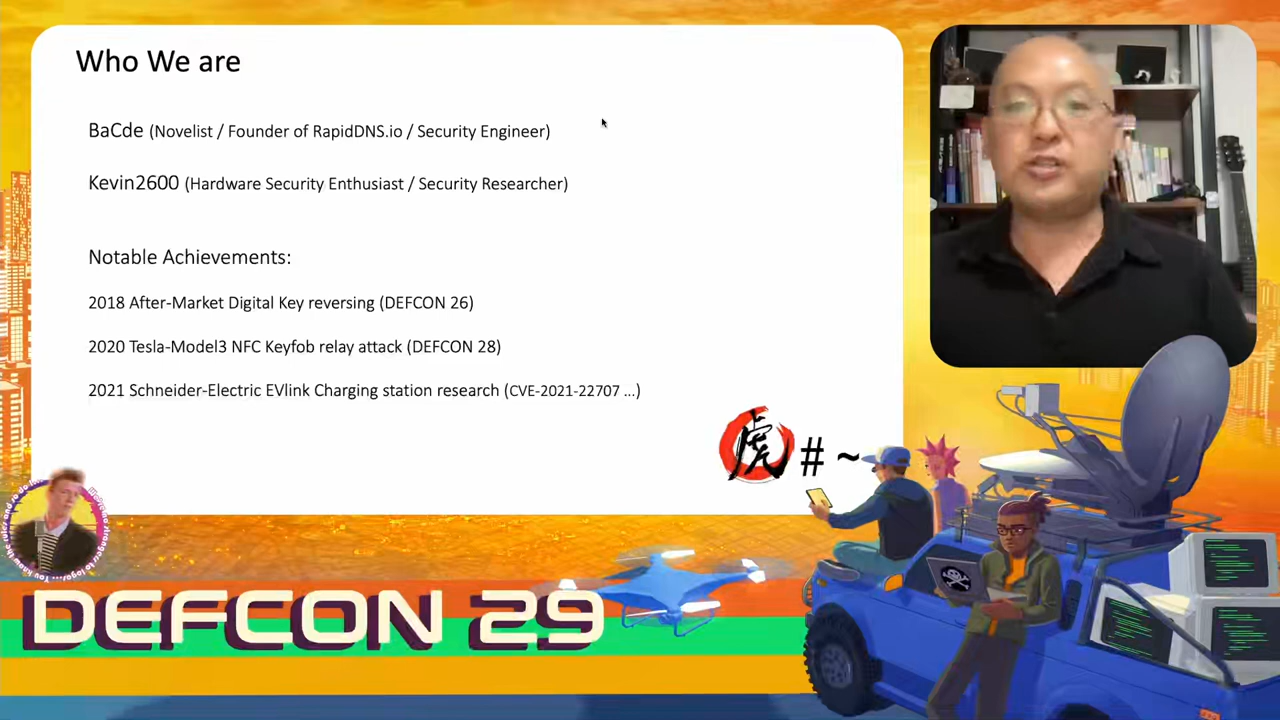 Who We are
BaCde (Novelist / Founder of RapidDNS.io / Security Engineer)
Kevin2600 (Hardware Security Enthusiast / Security Researcher)
Notable Achievements:
2018 After-Market Digital Key reversing (DEFCON 26)
2020 Tesla-Model3 NFC Keyfob relay attack (DEFCON 28)
2021 Schneider-Electric EVlink Charging station research (CVE-2021-22707 ...)
虎 # ~
DEFCON 29